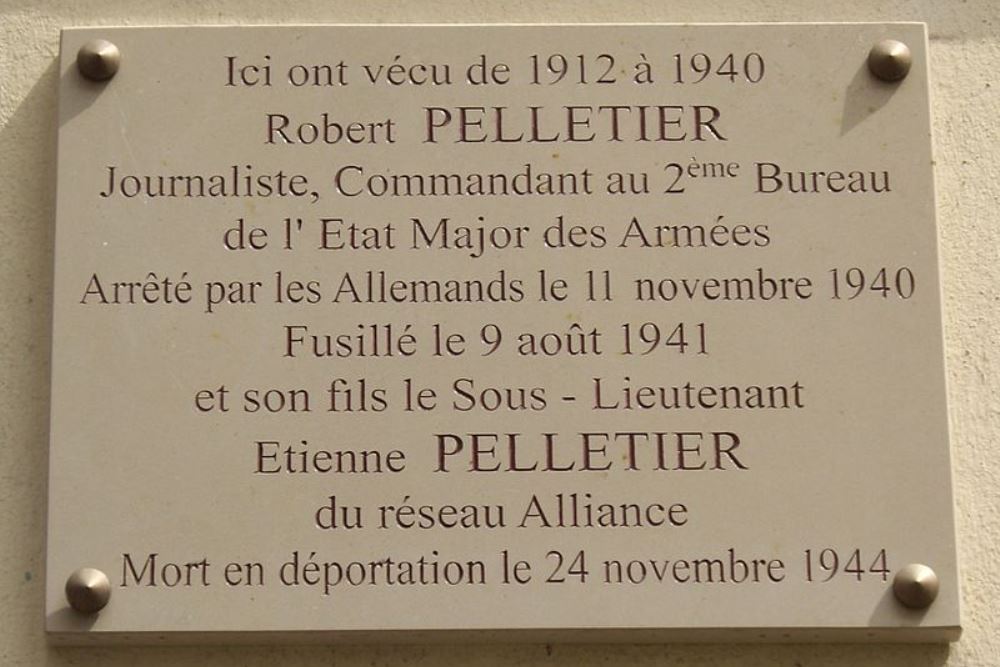 Ici ont vécu de 1912 à 1940
Robert PELLETIER
Journaliste, Commandant au 2ème Bureau
de l' Etat Major des Armées
Arrêté par les Allemands le 11 novembre 1940
Fusillé le 9 août 1941
et son fils le Sous - Lieutenant
Etienne PELLETIER
du réseau Alliance
Mort en déportation le 24 novembre 1944